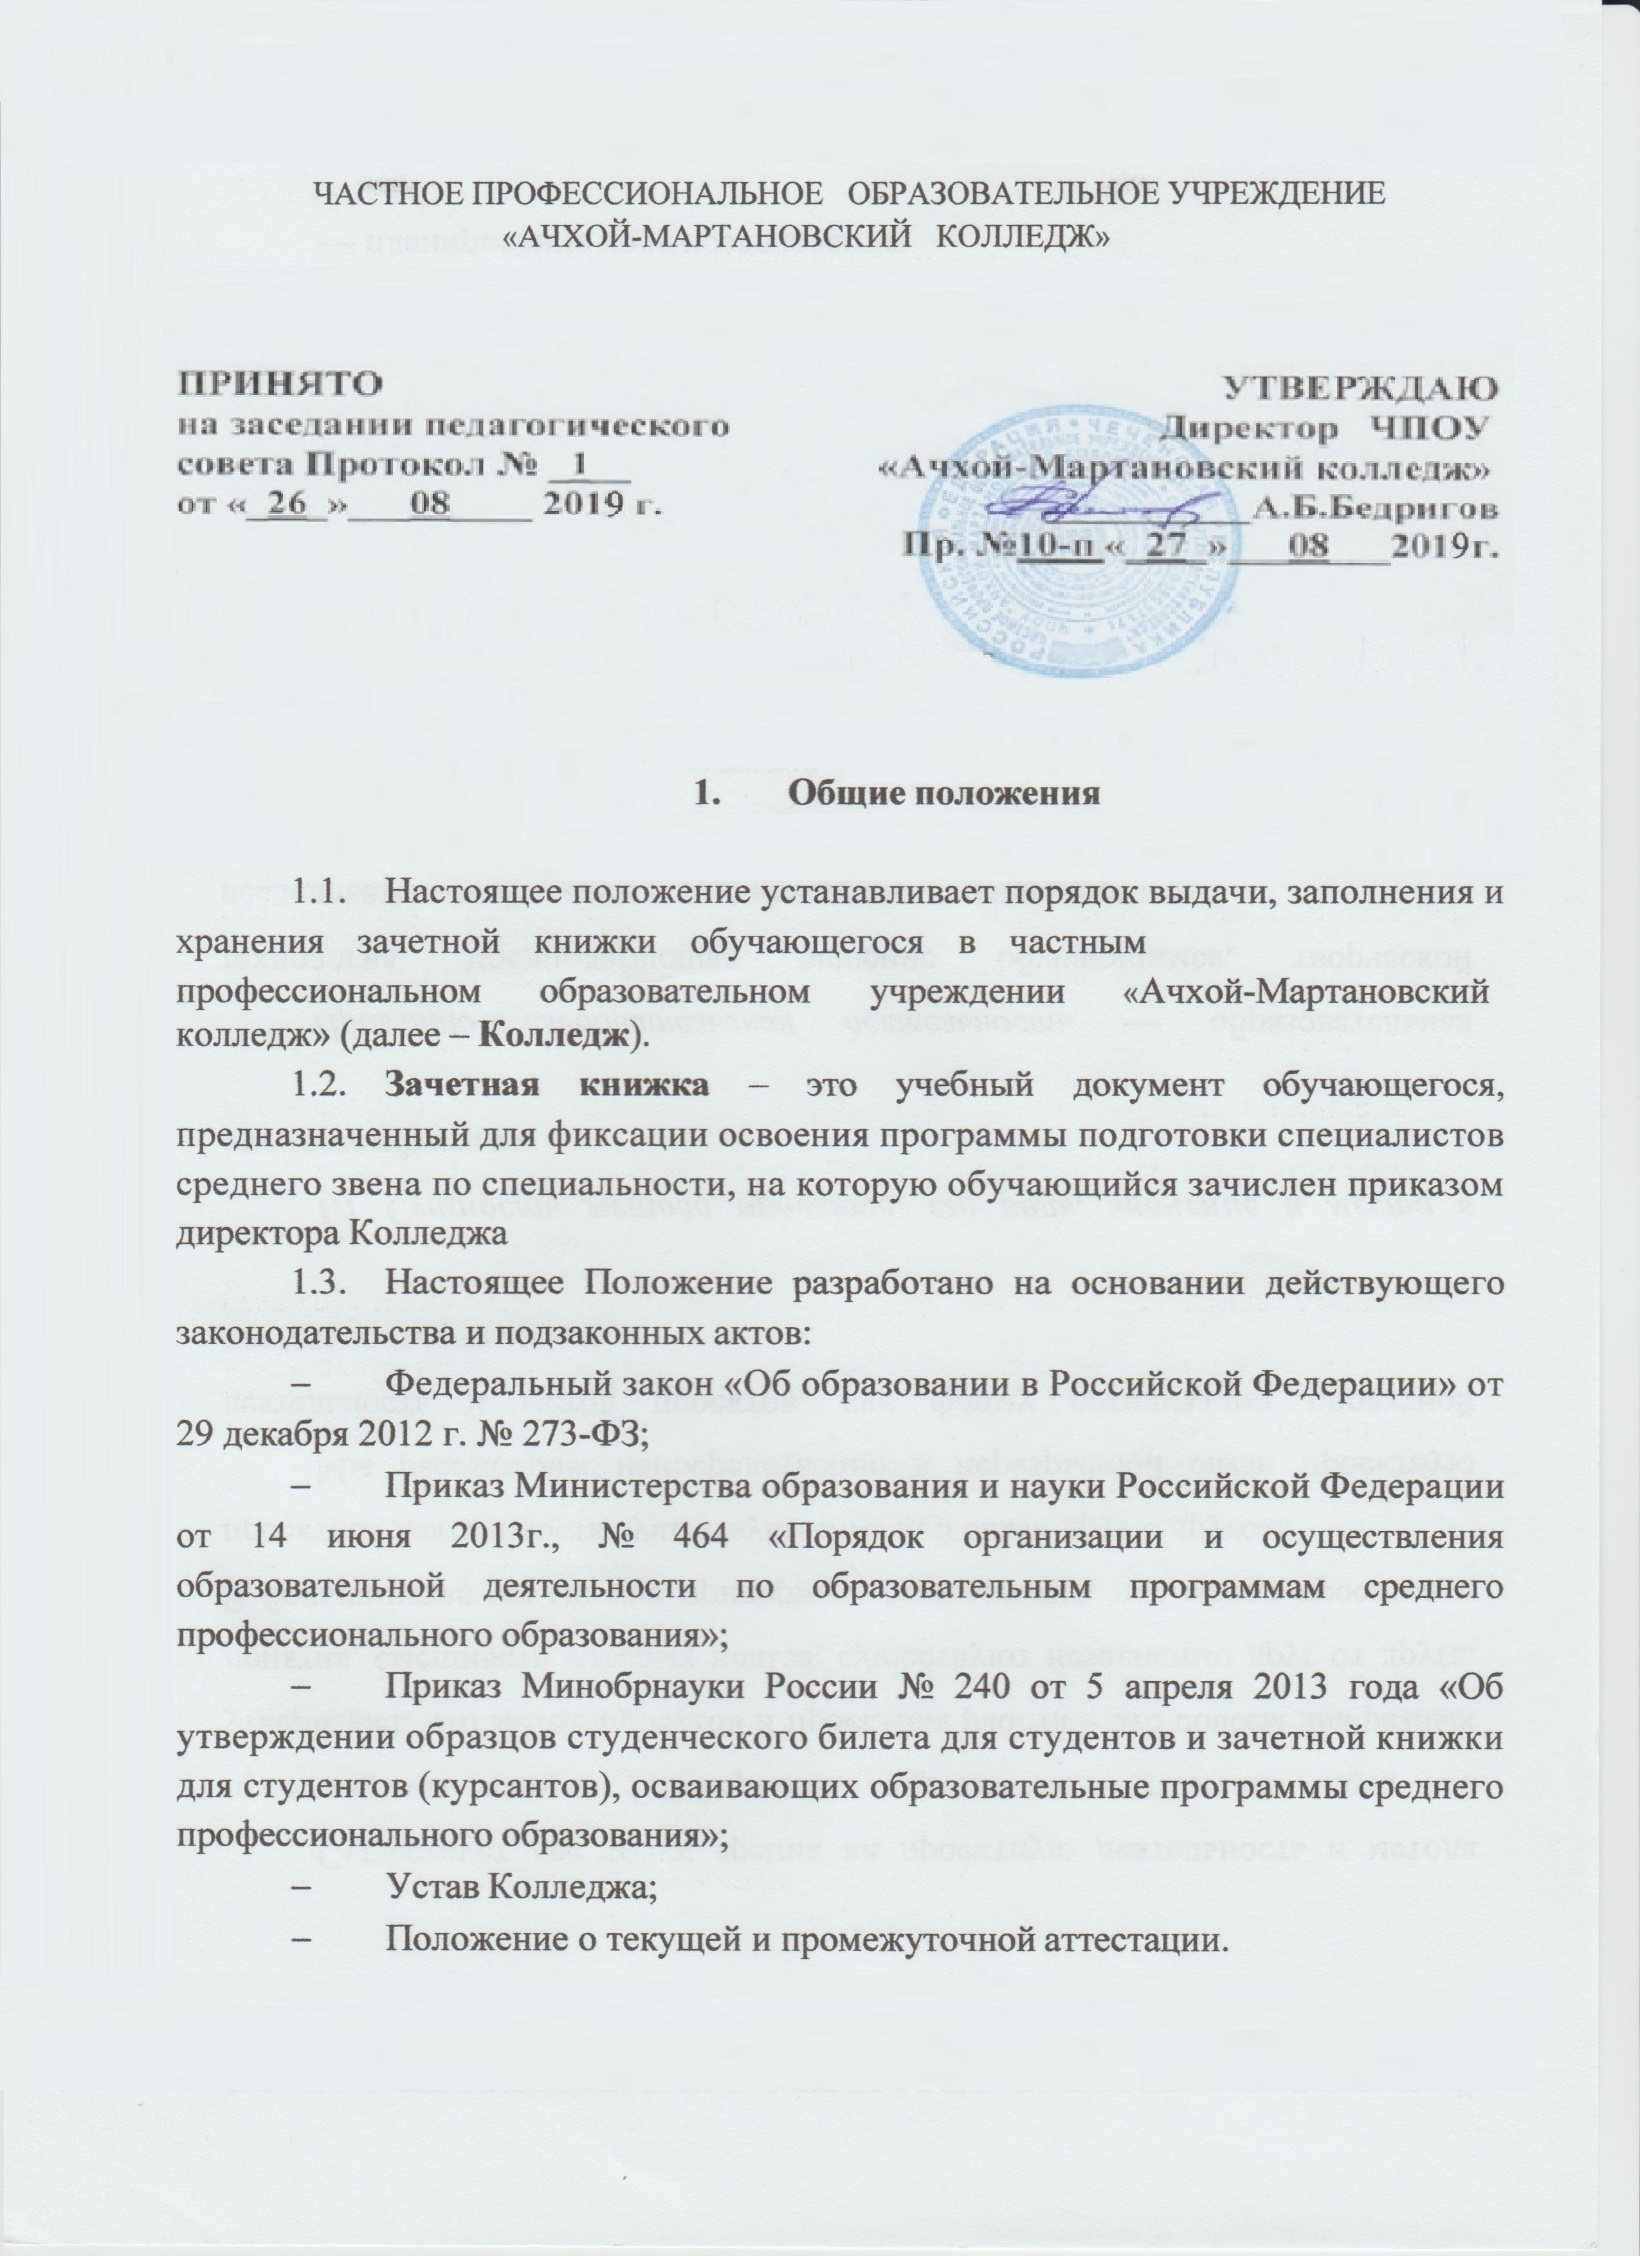 ЧАСТНОЕ ПРОФЕССИОНАЛЬНОЕ ОБРАЗОВАТЕЛЬНОЕ УЧРЕЖДЕНИЕ
«АЧХОЙ-МАРТАНОВСКИЙ КОЛЛЕДЖ»
ПРИНЯТО
на заседании педагогического
совета Протокол № 1
от « 26 » 08 2019 г.
УТВЕРЖДАЮ
Директор ЧПОУ
«Ачхой-Мартановский колледж»
А.Б.Бедригов
Пр. №10-п « 27 » 08 2019г.
1. Общие положения
1.1. Настоящее положение устанавливает порядок выдачи, заполнения и
хранения зачетной книжки обучающегося в частным
профессиональном образовательном учреждении «Ачхой-Мартановский
колледж» (далее – Колледж).
1.2. Зачетная книжка – это учебный документ обучающегося,
предназначенный для фиксации освоения программы подготовки специалистов
среднего звена по специальности, на которую обучающийся зачислен приказом
директора Колледжа
1.3. Настоящее Положение разработано на основании действующего
законодательства и подзаконных актов:
– Федеральный закон «Об образовании в Российской Федерации» от
29 декабря 2012 г. № 273-ФЗ;
– Приказ Министерства образования и науки Российской Федерации
от 14 июня 2013г., № 464 «Порядок организации и осуществления
образовательной деятельности по образовательным программам среднего
профессионального образования»;
– Приказ Минобрнауки России № 240 от 5 апреля 2013 года «Об
утверждении образцов студенческого билета для студентов и зачетной книжки
для студентов (курсантов), осваивающих образовательные программы среднего
профессионального образования»;
– Устав Колледжа;
– Положение о текущей и промежуточной аттестации.